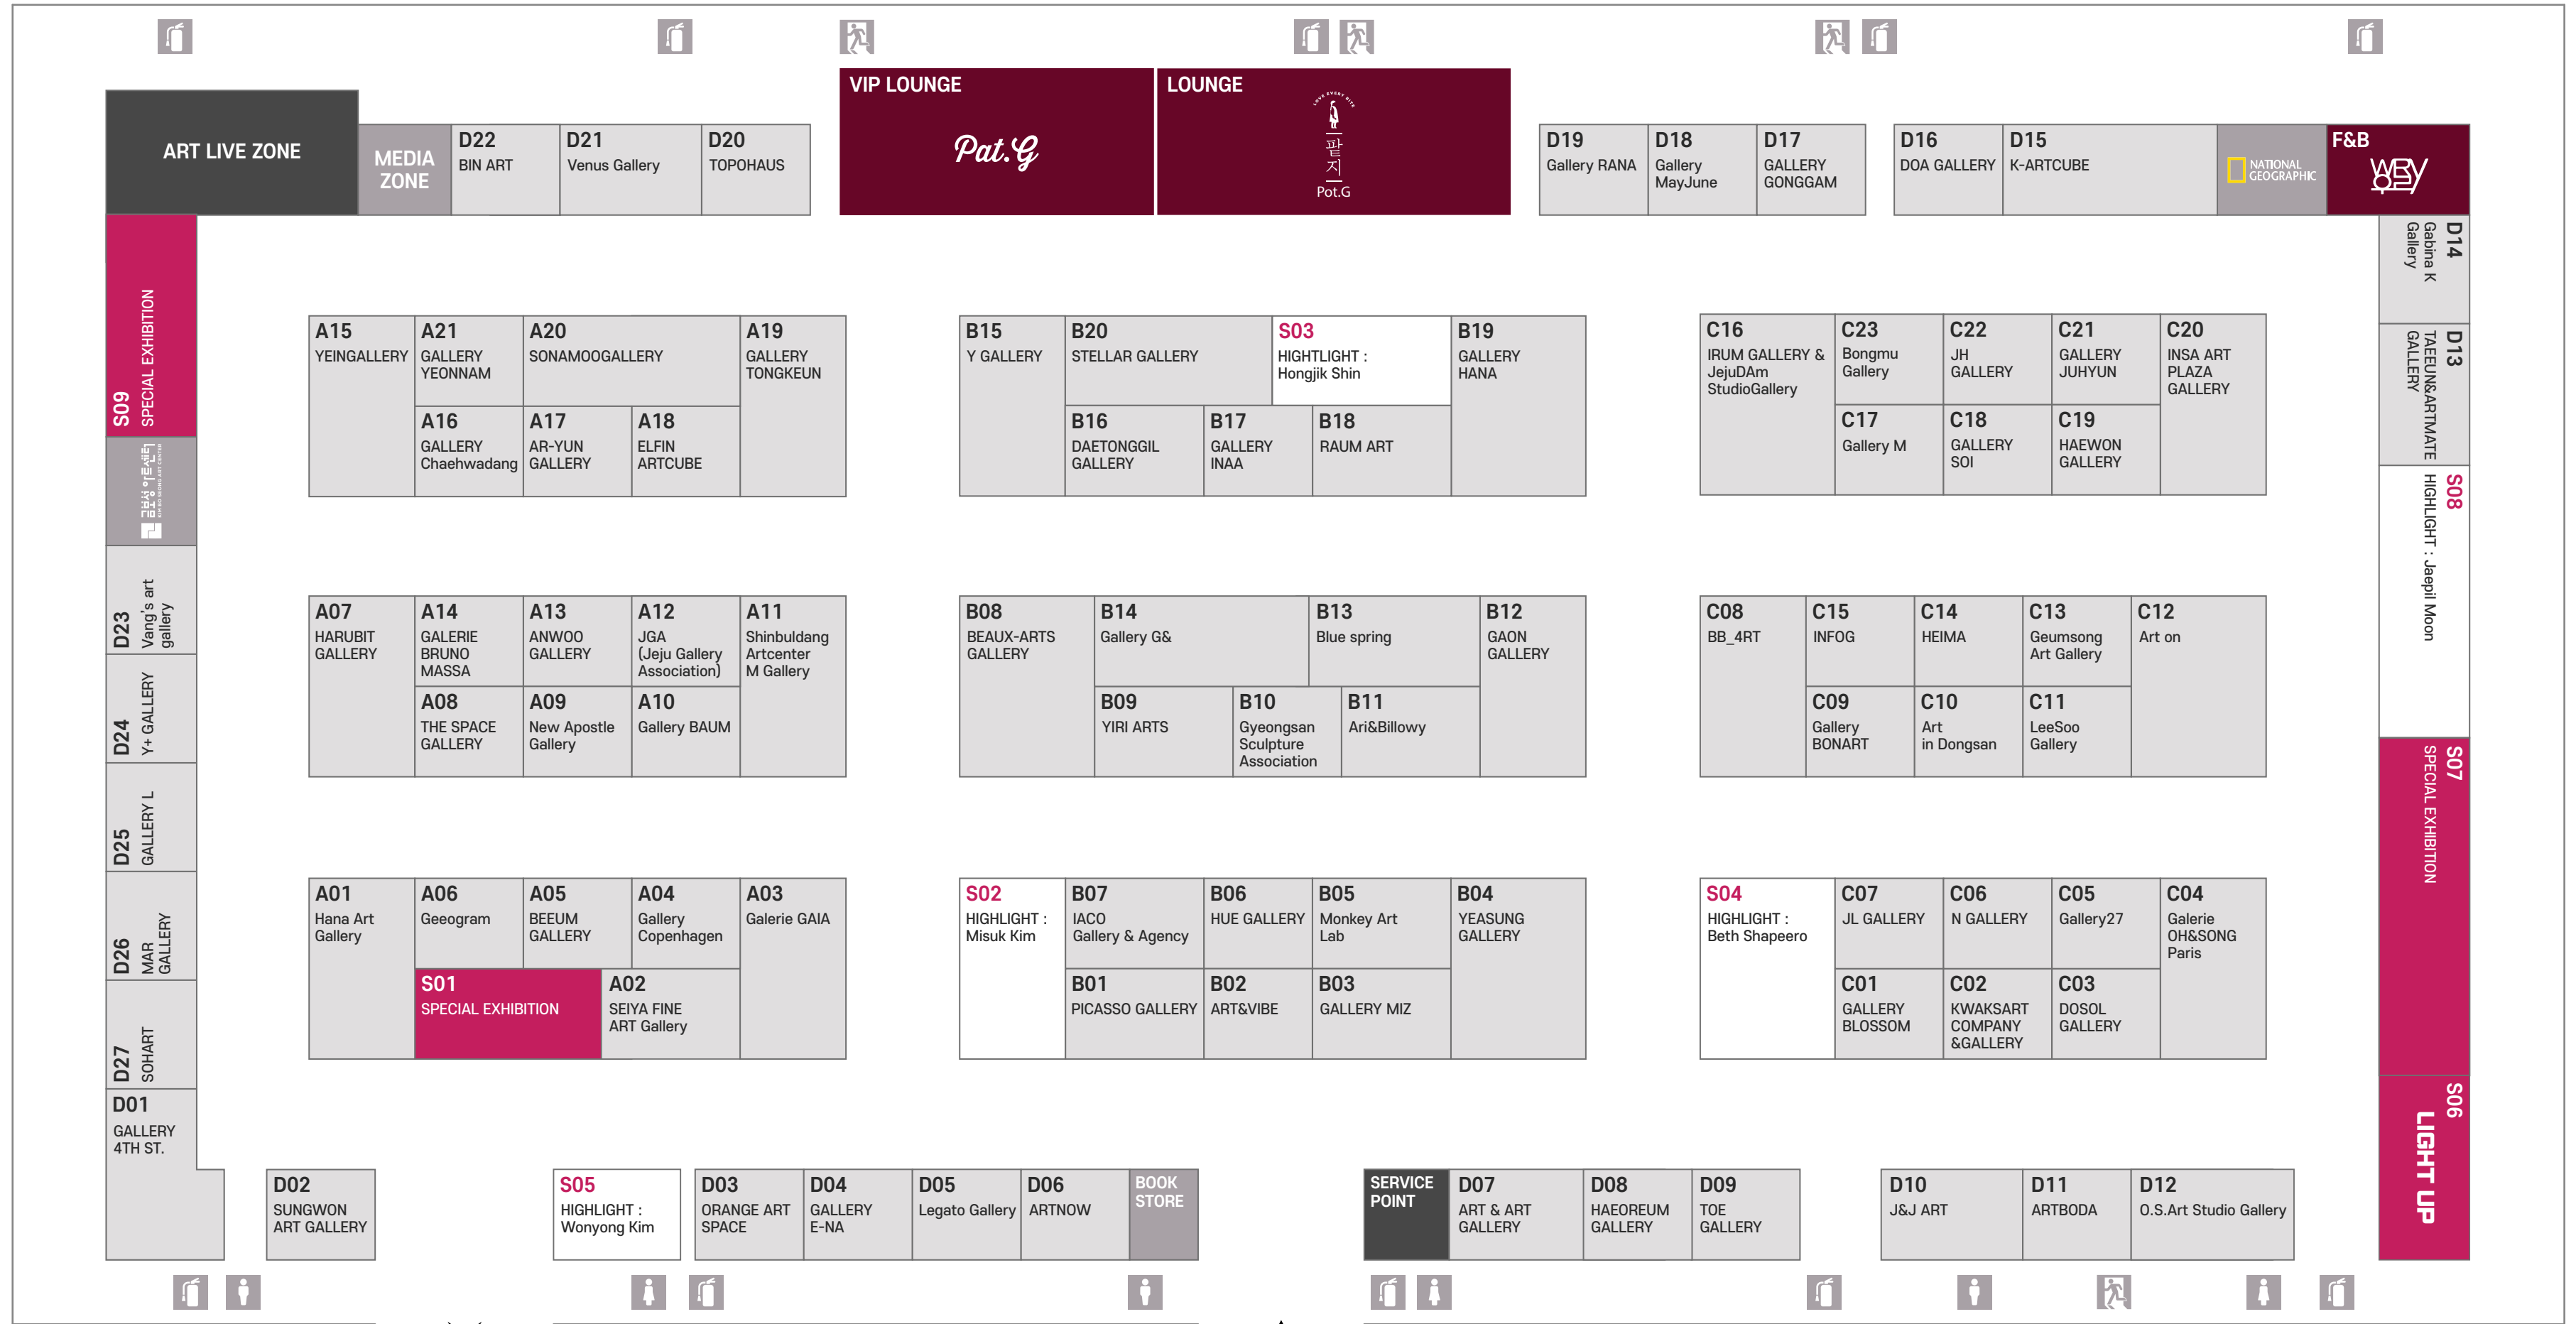 VIP LOUNGE
Pat.G
LOUNGE
LOVE EVERY BITE
팥
지
Pot.G
ART LIVE ZONE
MEDIA
ZONE
D22
BIN ART
D21
Venus Gallery
D20
TOPOHAUS
D19
Gallery RANA
D18
Gallery
MayJune
D17
GALLERY
GONGGAM
D16
DOA GALLERY
D15
K-ARTCUBE
NATIONAL
GEOGRAPHIC
F&B
D14
Gabina K
Gallery
D13
TAEEUN&ARTMATE
GALLERY
S08
HIGHLIGHT : Jaepil Moon
S07
SPECIAL EXHIBITION
S06
LIGHT UP
S09
SPECIAL EXHIBITION
김보성아트센터
KIM BO SEONG ART CENTER
D23
Vang's art
gallery
D24
Y+ GALLERY
D25
GALLERY L
D26
MAR
GALLERY
D27
SOHART
D01
GALLERY
4TH ST.
A15
YEINGALLERY
A21
GALLERY
YEONNAM
A20
SONAMOOGALLERY
A19
GALLERY
TONGKEUN
A16
GALLERY
Chaehwadang
A17
AR-YUN
GALLERY
A18
ELFIN
ARTCUBE
B15
Y GALLERY
B20
STELLAR GALLERY
S03
HIGHTLIGHT :
Hongjik Shin
B19
GALLERY
HANA
B16
DAETONGGIL
GALLERY
B17
GALLERY
INAA
B18
RAUM ART
C16
IRUM GALLERY &
JejuDAm
StudioGallery
C23
Bongmu
Gallery
C22
JH
GALLERY
C21
GALLERY
JUHYUN
C20
INSA ART
PLAZA
GALLERY
C17
Gallery M
C18
GALLERY
SOI
C19
HAEWON
GALLERY
A07
HARUBIT
GALLERY
A14
GALERIE
BRUNO
MASSA
A13
ANWOO
GALLERY
A12
JGA
(Jeju Gallery
Association)
A11
Shinbuldang
Artcenter
M Gallery
A08
THE SPACE
GALLERY
A09
New Apostle
Gallery
A10
Gallery BAUM
B08
BEAUX-ARTS
GALLERY
B14
Gallery G&
B13
Blue spring
B12
GAON
GALLERY
B09
YIRI ARTS
B10
Gyeongsan
Sculpture
Association
B11
Ari&Billowy
C08
BB_4RT
C15
INFOG
C14
HEIMA
C13
Geumsong
Art Gallery
C12
Art on
C09
Gallery
BONART
C10
Art
in Dongsan
C11
LeeSoo
Gallery
A01
Hana Art
Gallery
A06
Geeogram
A05
BEEUM
GALLERY
A04
Gallery
Copenhagen
A03
Galerie GAIA
S01
SPECIAL EXHIBITION
A02
SEIYA FINE
ART Gallery
S02
HIGHLIGHT :
Misuk Kim
B07
IACO
Gallery & Agency
B06
HUE GALLERY
B05
Monkey Art
Lab
B04
YEASUNG
GALLERY
B01
PICASSO GALLERY
B02
ART&VIBE
B03
GALLERY MIZ
S04
HIGHLIGHT :
Beth Shapeero
C07
JL GALLERY
C06
N GALLERY
C05
Gallery27
C04
Galerie
OH&SONG
Paris
C01
GALLERY
BLOSSOM
C02
KWAKSART
COMPANY
&GALLERY
C03
DOSOL
GALLERY
D02
SUNGWON
ART GALLERY
S05
HIGHLIGHT :
Wonyong Kim
D03
ORANGE ART
SPACE
D04
GALLERY
E-NA
D05
Legato Gallery
D06
ARTNOW
BOOK
STORE
SERVICE
POINT
D07
ART & ART
GALLERY
D08
HAEOREUM
GALLERY
D09
TOE
GALLERY
D10
J&J ART
D11
ARTBODA
D12
O.S.Art Studio Gallery